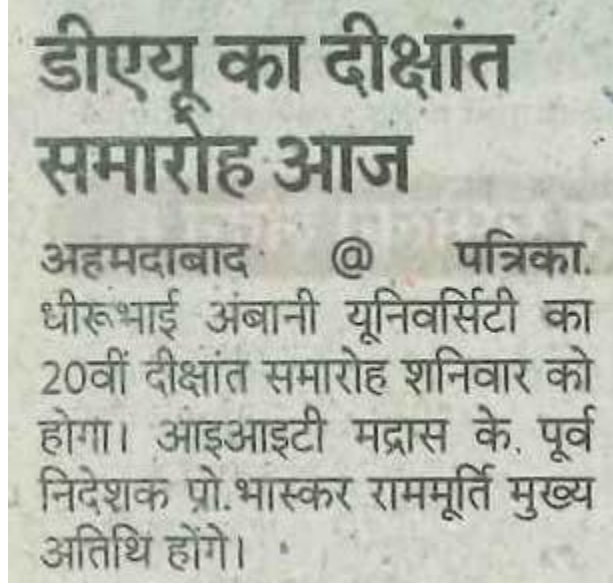 डीएयू का दीक्षांत
समारोह आज
अहमदाबाद @ पत्रिका.
धीरूभाई अंबानी यूनिवर्सिटी का
20वीं दीक्षांत समारोह शनिवार को
होगा। आइआइटी मद्रास के पूर्व
निदेशक प्रो.भास्कर राममूर्ति मुख्य
अतिथि होंगे।